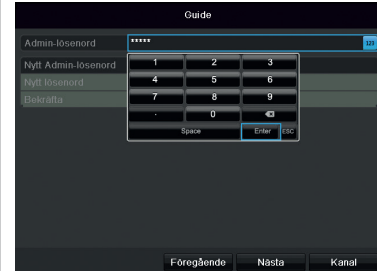 Guide
Admin-lösenord ***** 123
Nytt Admin-lösenord
Nytt lösenord
Bekräfta
1 2 3
4 5 6
7 8 9
. 0
Space Enter ESC
Föregående Nästa Kanal